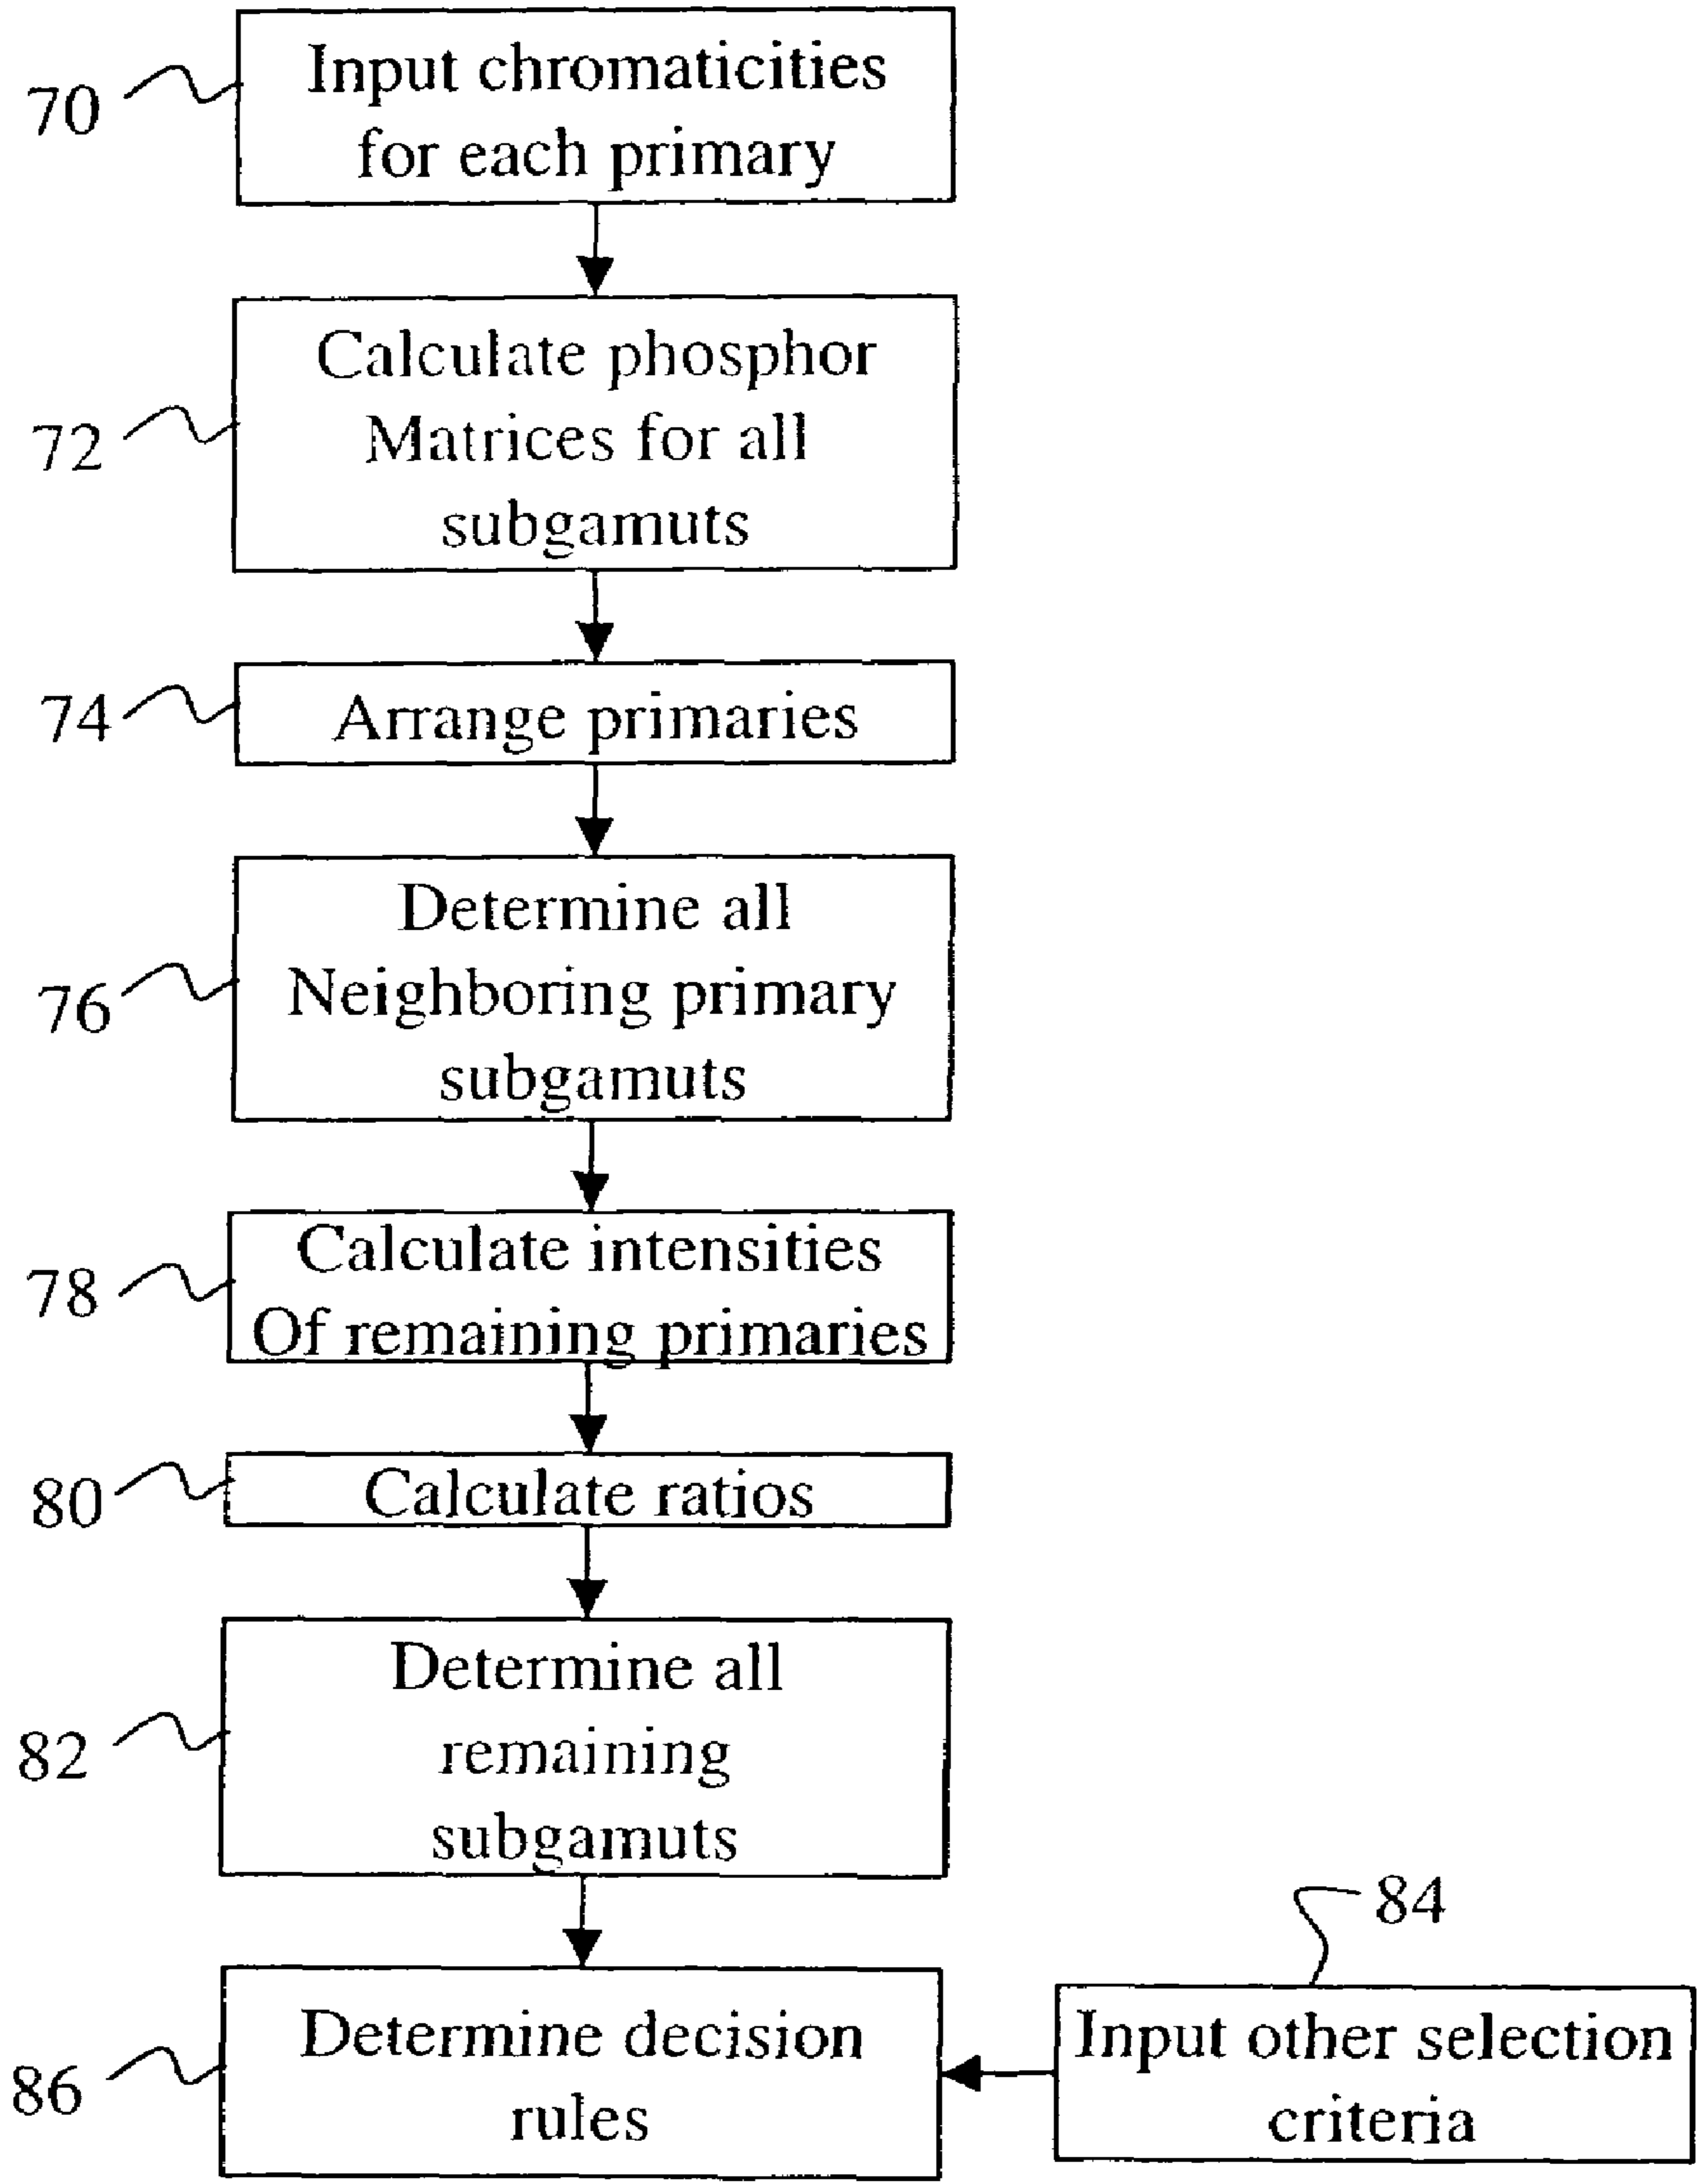 70
Input chromaticities
for each primary
72
Calculate phosphor
Matrices for all
subgamuts
74
Arrange primaries
76
Determine all
Neighboring primary
subgamuts
78
Calculate intensities
Of remaining primaries
80
Calculate ratios
82
Determine all
remaining
subgamuts
84
86
Determine decision
rules
Input other selection
criteria